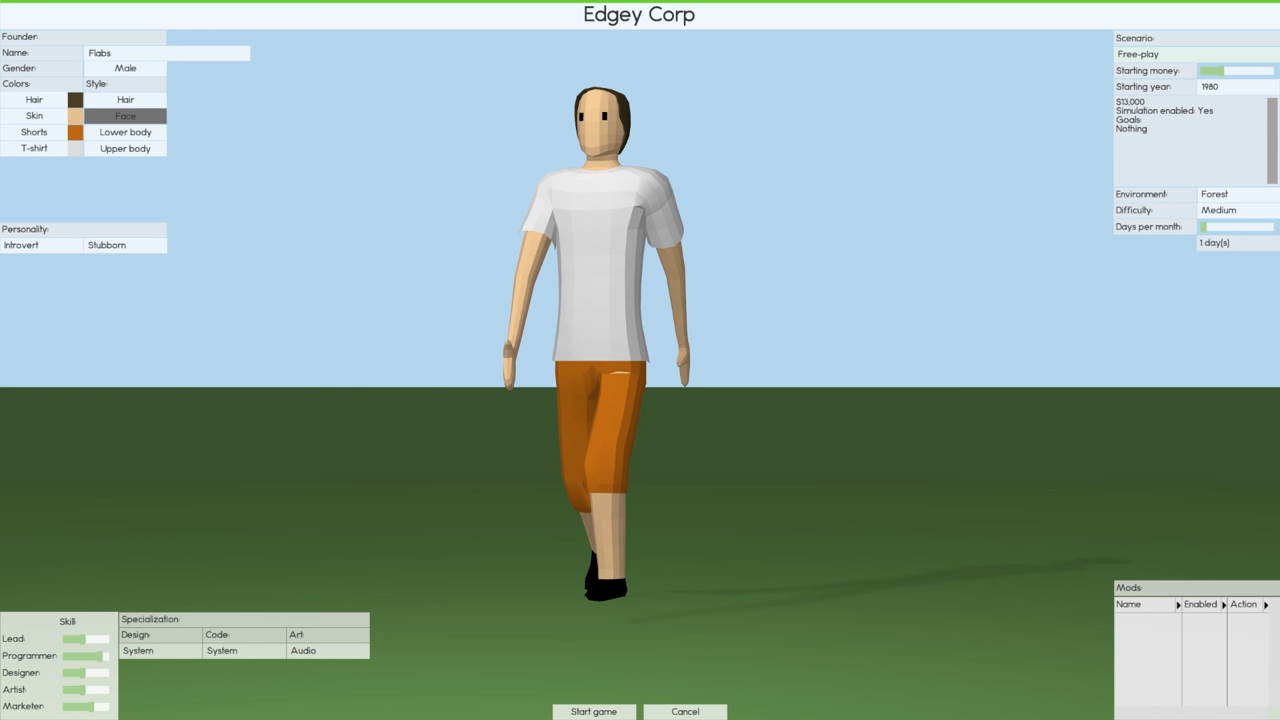 Edgey Corp
Founder:
Name: Flabs
Gender: Male
Colors: Style:
Hair Hair
Skin Face
Shorts Lower body
T-shirt Upper body
Personality:
Introvert Stubborn
Scenario:
Free-play
Starting money:
Starting year: 1980
$13,000
Simulation enabled: Yes
Goals:
Nothing
Environment: Forest
Difficulty: Medium
Days per month:
1 day(s)
Skill:
Lead:
Programmer:
Designer:
Artist:
Marketer:
Specialization:
Design: Code: Art:
System System Audio
Mods:
Name Enabled Action
Start game Cancel